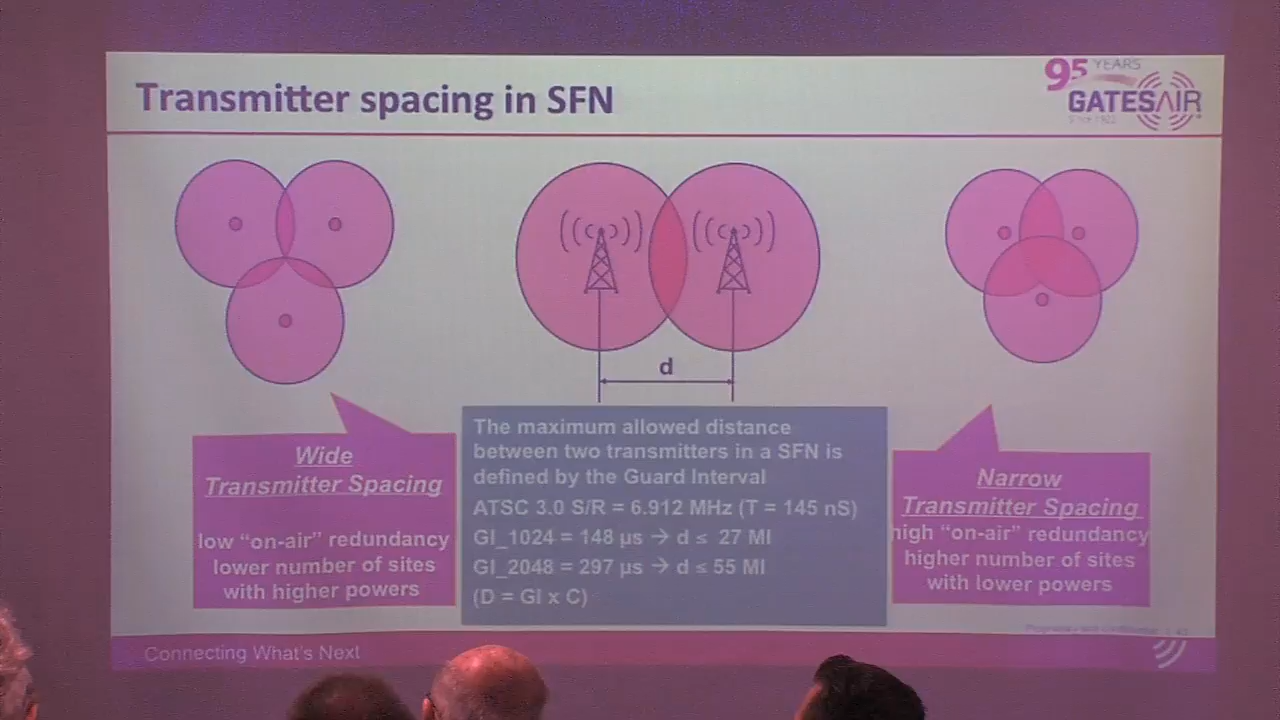 Transmitter spacing in SFN
95 YEARS
GATESAIR
SINCE 1922
d
Wide
Transmitter Spacing
low “on-air” redundancy
lower number of sites
with higher powers
The maximum allowed distance
between two transmitters in a SFN is
defined by the Guard Interval
ATSC 3.0 S/R = 6.912 MHz (T = 145 nS)
GI_1024 = 148 µs → d ≤ 27 MI
GI_2048 = 297 µs → d ≤ 55 MI
(D = GI x C)
Narrow
Transmitter Spacing
high “on-air” redundancy
higher number of sites
with lower powers
Connecting What’s Next